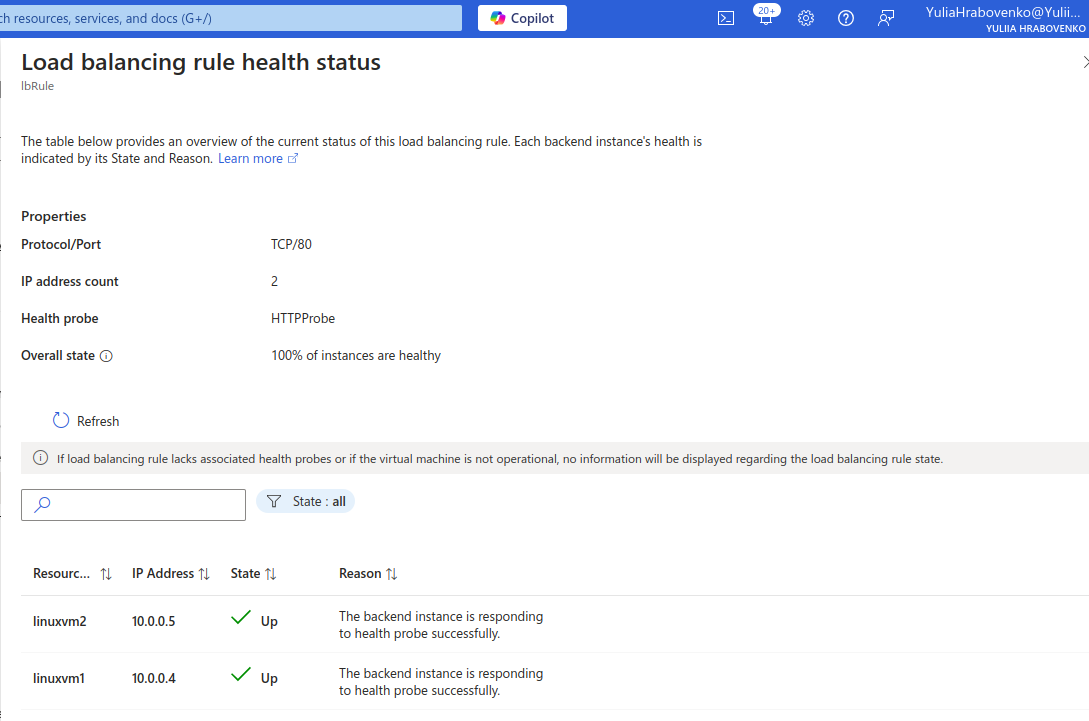 ch resources, services, and docs (G+/)
Copilot
20+
YuliaHrabovenko@Yulii...
YULIIA HRABOVENKO
Load balancing rule health status
lbRule
The table below provides an overview of the current status of this load balancing rule. Each backend instance's health is
indicated by its State and Reason. Learn more
Properties
Protocol/Port TCP/80
IP address count 2
Health probe HTTPProbe
Overall state 100% of instances are healthy
Refresh
If load balancing rule lacks associated health probes or if the virtual machine is not operational, no information will be displayed regarding the load balancing rule state.
State : all
Resourc... IP Address State Reason
linuxvm2 10.0.0.5 Up The backend instance is responding
to health probe successfully.
linuxvm1 10.0.0.4 Up The backend instance is responding
to health probe successfully.